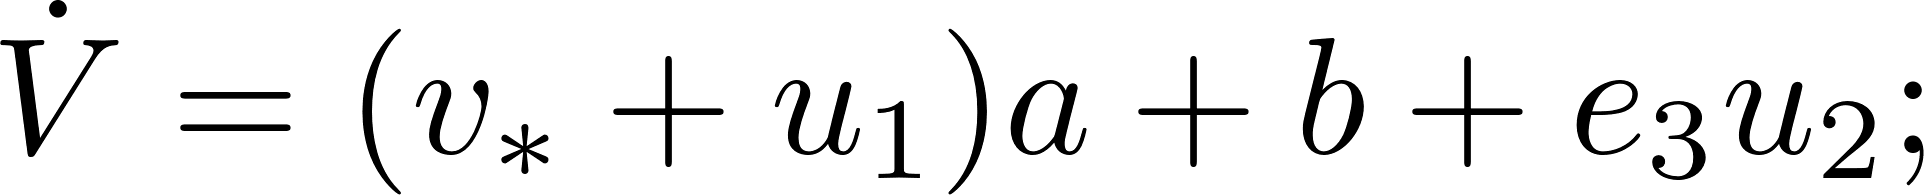 V̇ = (v_* + u_1)a + b + e_3u_2;